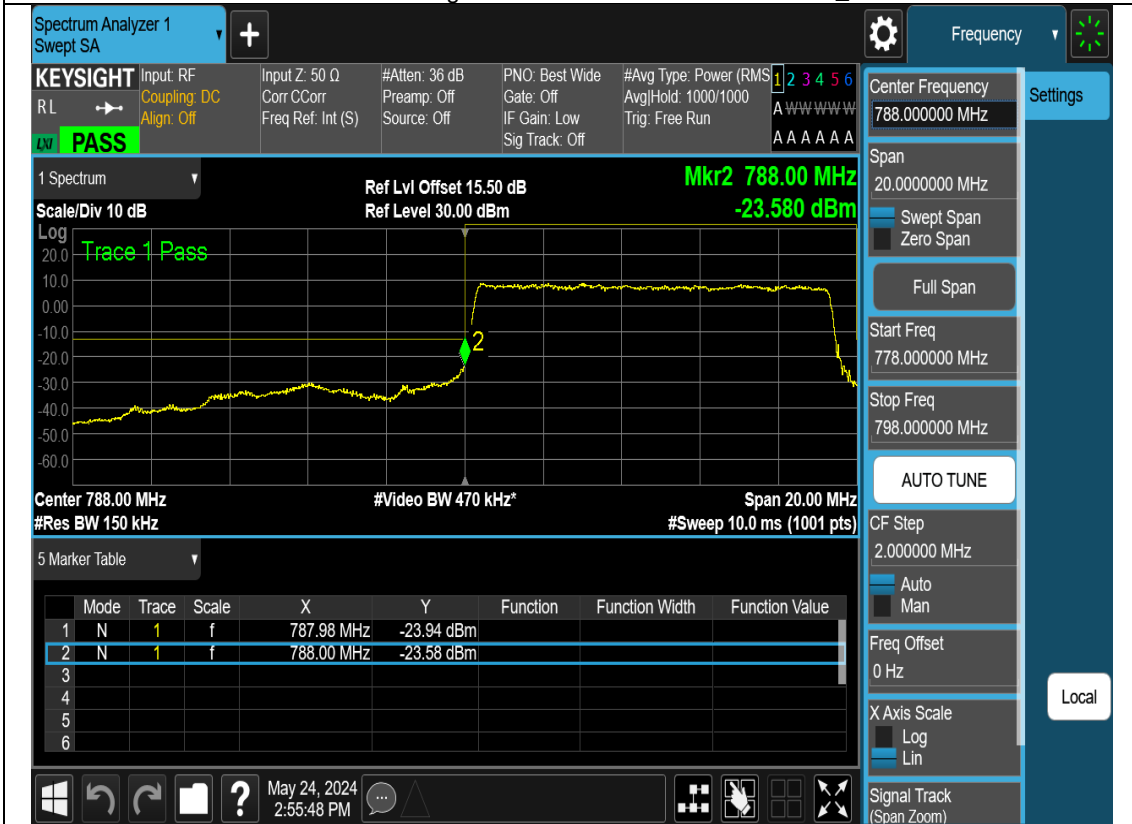 Spectrum Analyzer 1
Swept SA
+
Frequency
KEYSIGHT
R L
LXI PASS
Input: RF
Coupling: DC
Align: Off
Input Z: 50 Ω
Corr CCorr
Freq Ref: Int (S)
#Atten: 36 dB
Preamp: Off
Source: Off
PNO: Best Wide
Gate: Off
IF Gain: Low
Sig Track: Off
#Avg Type: Power (RMS
Avg|Hold: 1000/1000
Trig: Free Run
1 2 3 4 5 6
A W W W W W
A A A A A A
1 Spectrum
Scale/Div 10 dB
Ref Lvl Offset 15.50 dB
Ref Level 30.00 dBm
Mkr2 788.00 MHz
-23.580 dBm
Log
Trace 1 Pass
20.0
10.0
0.00
-10.0
-20.0
-30.0
-40.0
-50.0
-60.0
2
Center 788.00 MHz
#Res BW 150 kHz
#Video BW 470 kHz*
Span 20.00 MHz
#Sweep 10.0 ms (1001 pts)
5 Marker Table
Mode Trace Scale X Y Function Function Width Function Value
1 N 1 f 787.98 MHz -23.94 dBm
2 N 1 f 788.00 MHz -23.58 dBm
3
4
5
6
? May 24, 2024
2:55:48 PM
Center Frequency
788.000000 MHz
Span
20.0000000 MHz
Swept Span
Zero Span
Full Span
Start Freq
778.000000 MHz
Stop Freq
798.000000 MHz
AUTO TUNE
CF Step
2.000000 MHz
Auto
Man
Freq Offset
0 Hz
X Axis Scale
Log
Lin
Signal Track
(Span Zoom)
Settings
Local